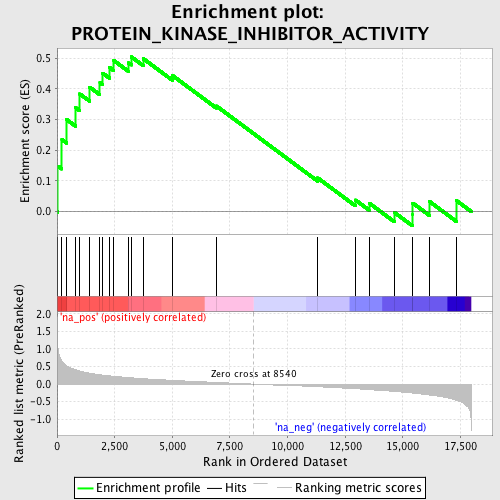 Enrichment plot:
PROTEIN_KINASE_INHIBITOR_ACTIVITY
Enrichment score (ES)
0.5
0.4
0.3
0.2
0.1
0.0
'na_pos' (positively correlated)
Ranked list metric (PreRanked)
2.0
1.5
1.0
0.5
0.0
-0.5
-1.0
Zero cross at 8540
'na_neg' (negatively correlated)
0 2,500 5,000 7,500 10,000 12,500 15,000 17,500
Rank in Ordered Dataset
Enrichment profile Hits Ranking metric scores